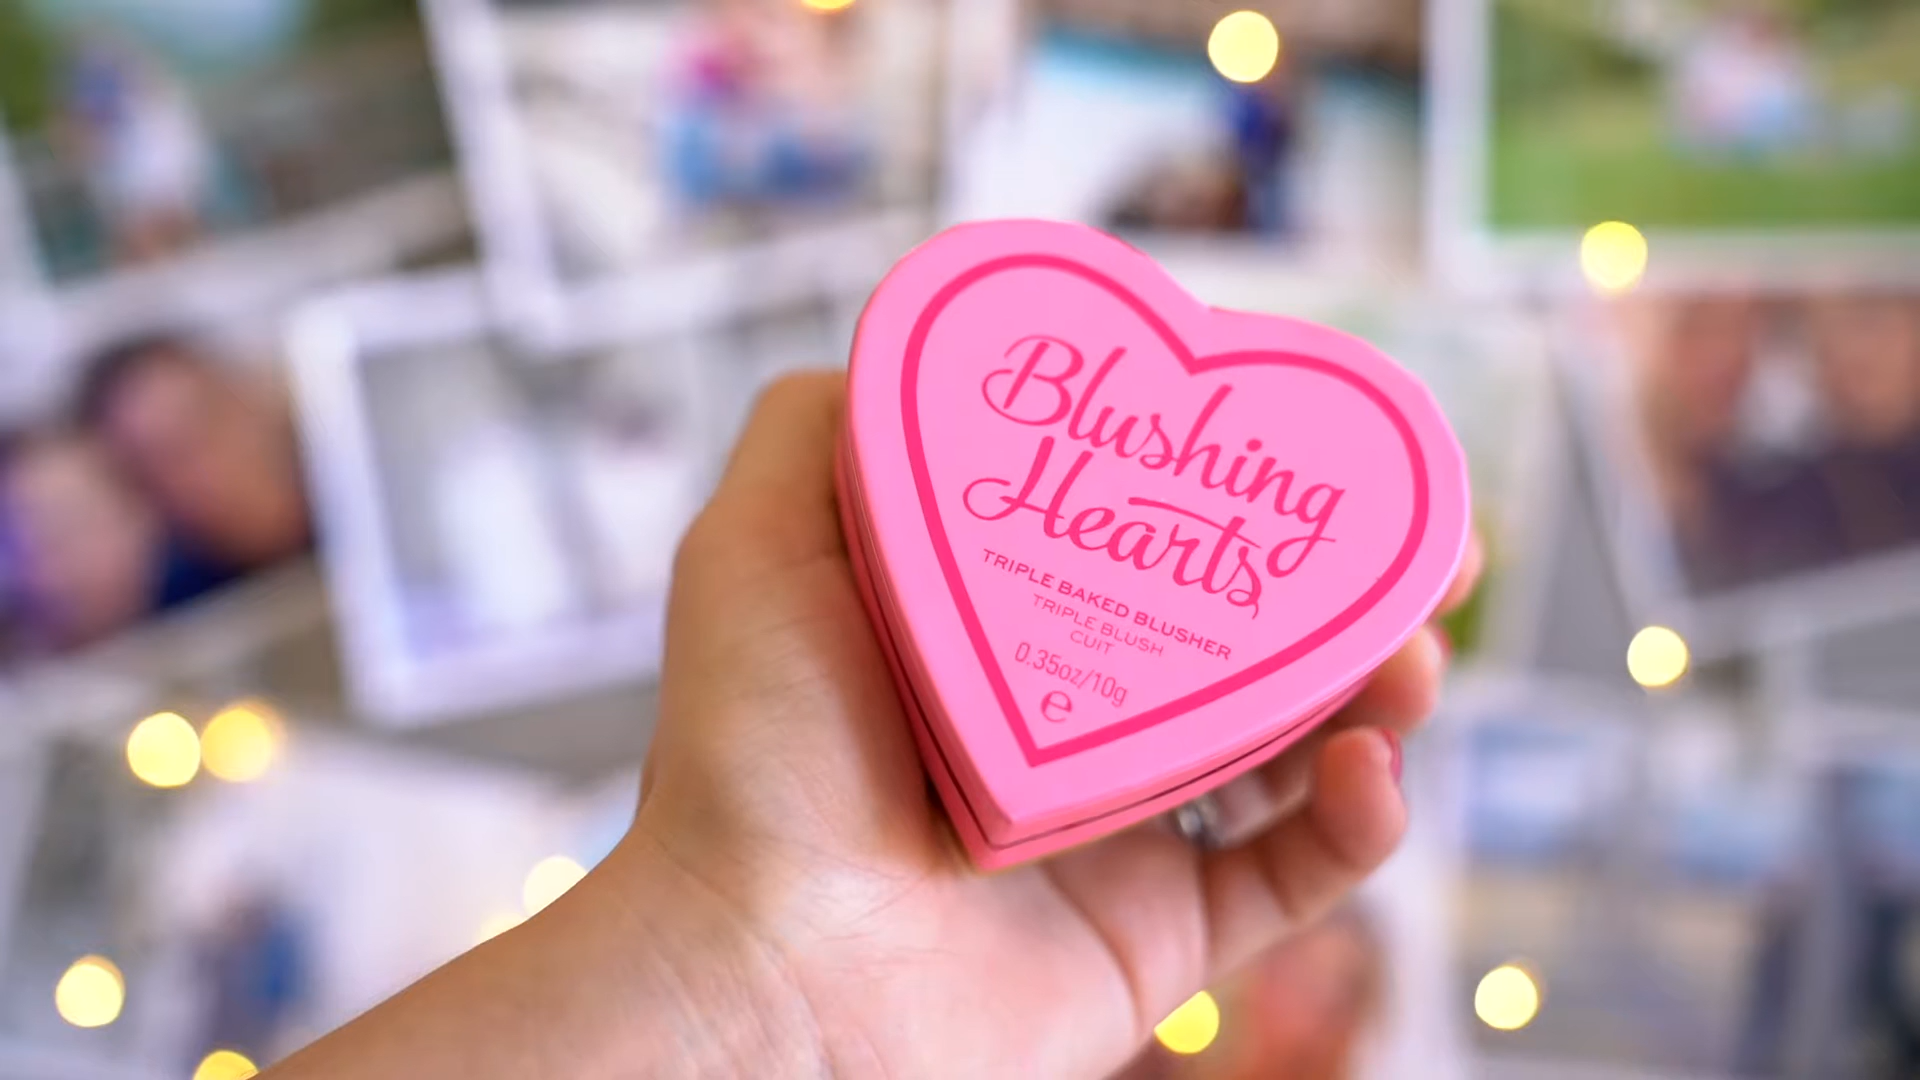 Blushing
Hearts
TRIPLE BAKED BLUSHER
TRIPLE BLUSH
CUIT
0.35oz/10g
℮